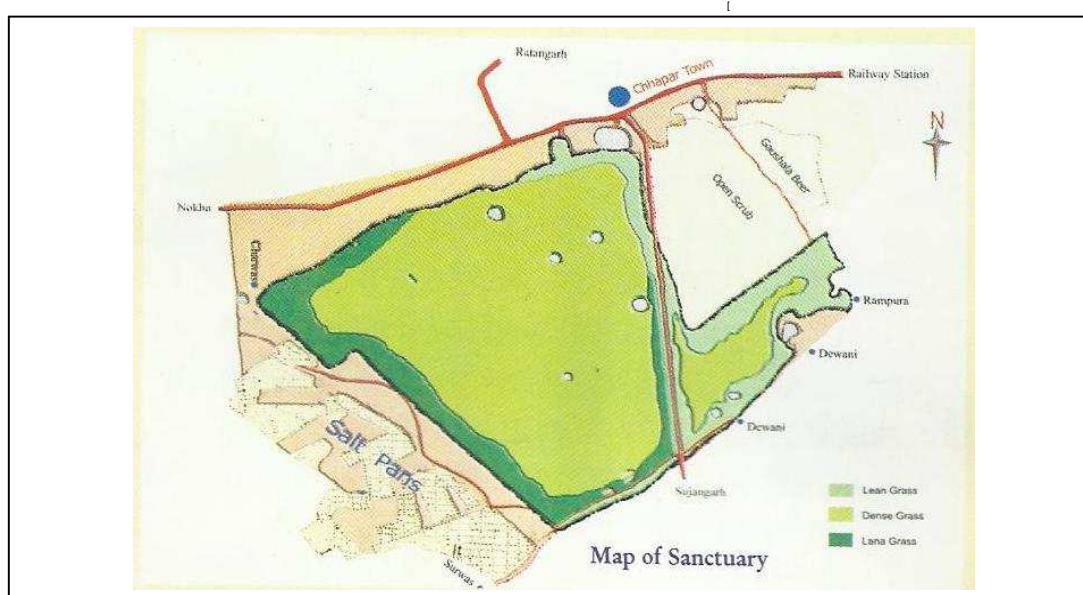 Ratangarh
Chhapar Town
Railway Station
N
Gaushala Beer
Open Scrub
Nokha
Charwas
Rampura
Dewani
Salt Pans
Dewani
Sujangarh
Lean Grass
Dense Grass
Lana Grass
Map of Sanctuary
Surwas